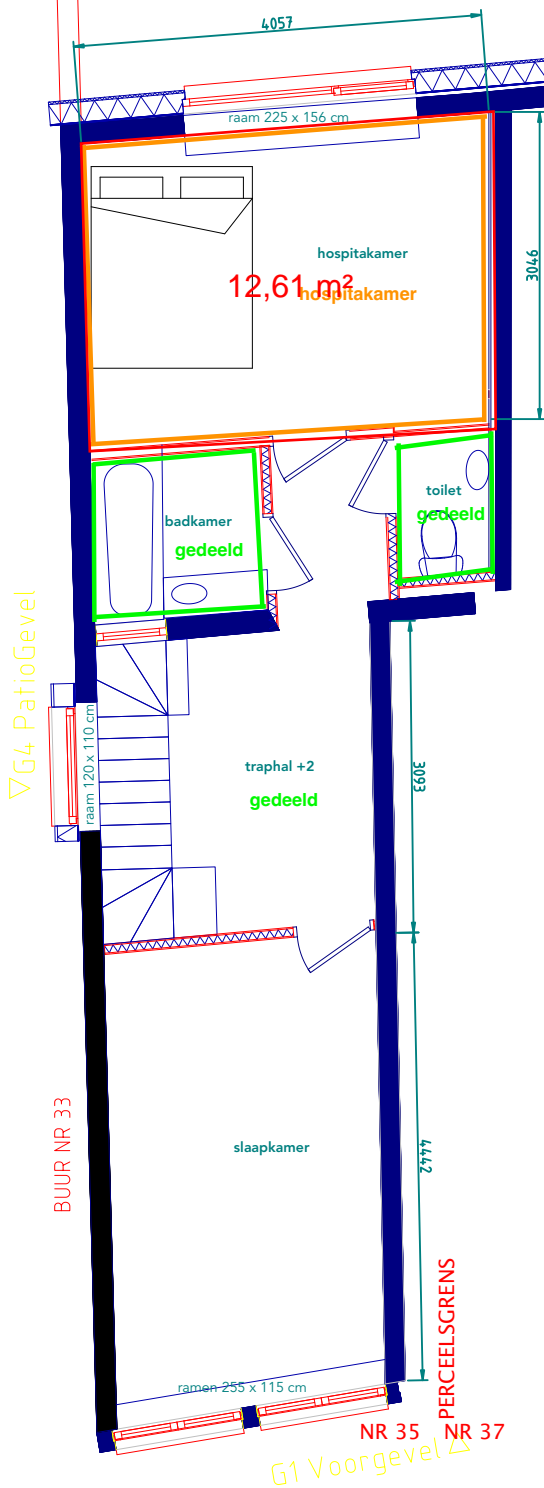 4057
raam 225 x 156 cm
3046
hospitakamer
12,61 m²
hospitakamer
toilet
gedeeld
badkamer
gedeeld
▽G4 PatioGevel
raam 120 x 110 cm
traphal +2
gedeeld
3093
BUUR NR 33
slaapkamer
4442
PERCEELSGRENS
ramen 255 x 115 cm
NR 35 NR 37
G1 Voorgevel △